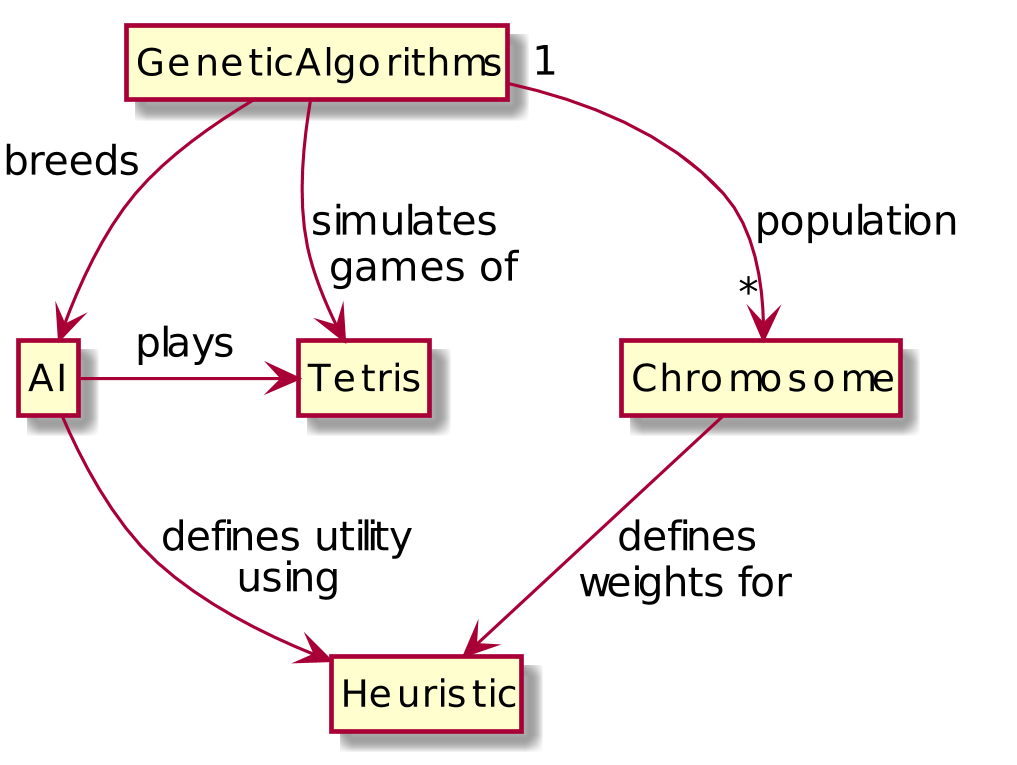 GeneticAlgorithms
1
breeds
simulates
games of
population
*
plays
AI
Tetris
Chromosome
defines utility
using
defines
weights for
Heuristic